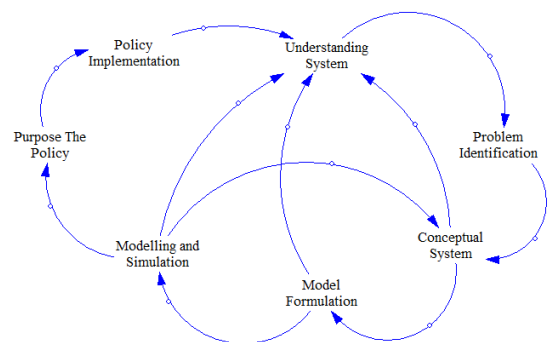 Policy
Implementation
Understanding
System
Purpose The
Policy
Problem
Identification
Modelling and
Simulation
Conceptual
System
Model
Formulation